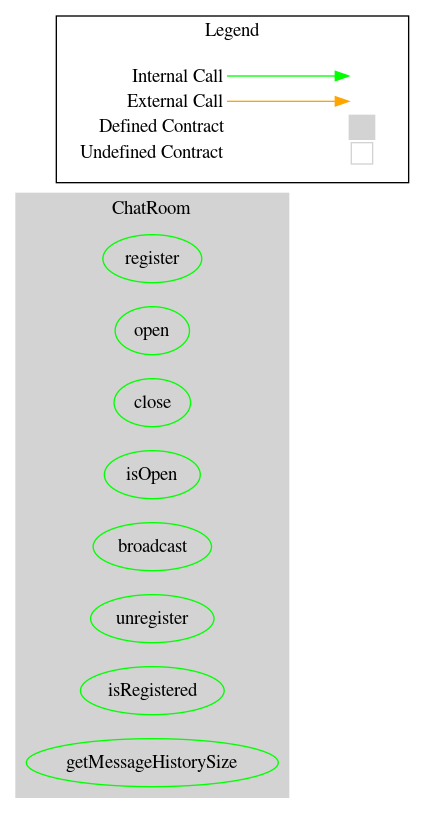 Legend
Internal Call
External Call
Defined Contract
Undefined Contract
ChatRoom
register
open
close
isOpen
broadcast
unregister
isRegistered
getMessageHistorySize